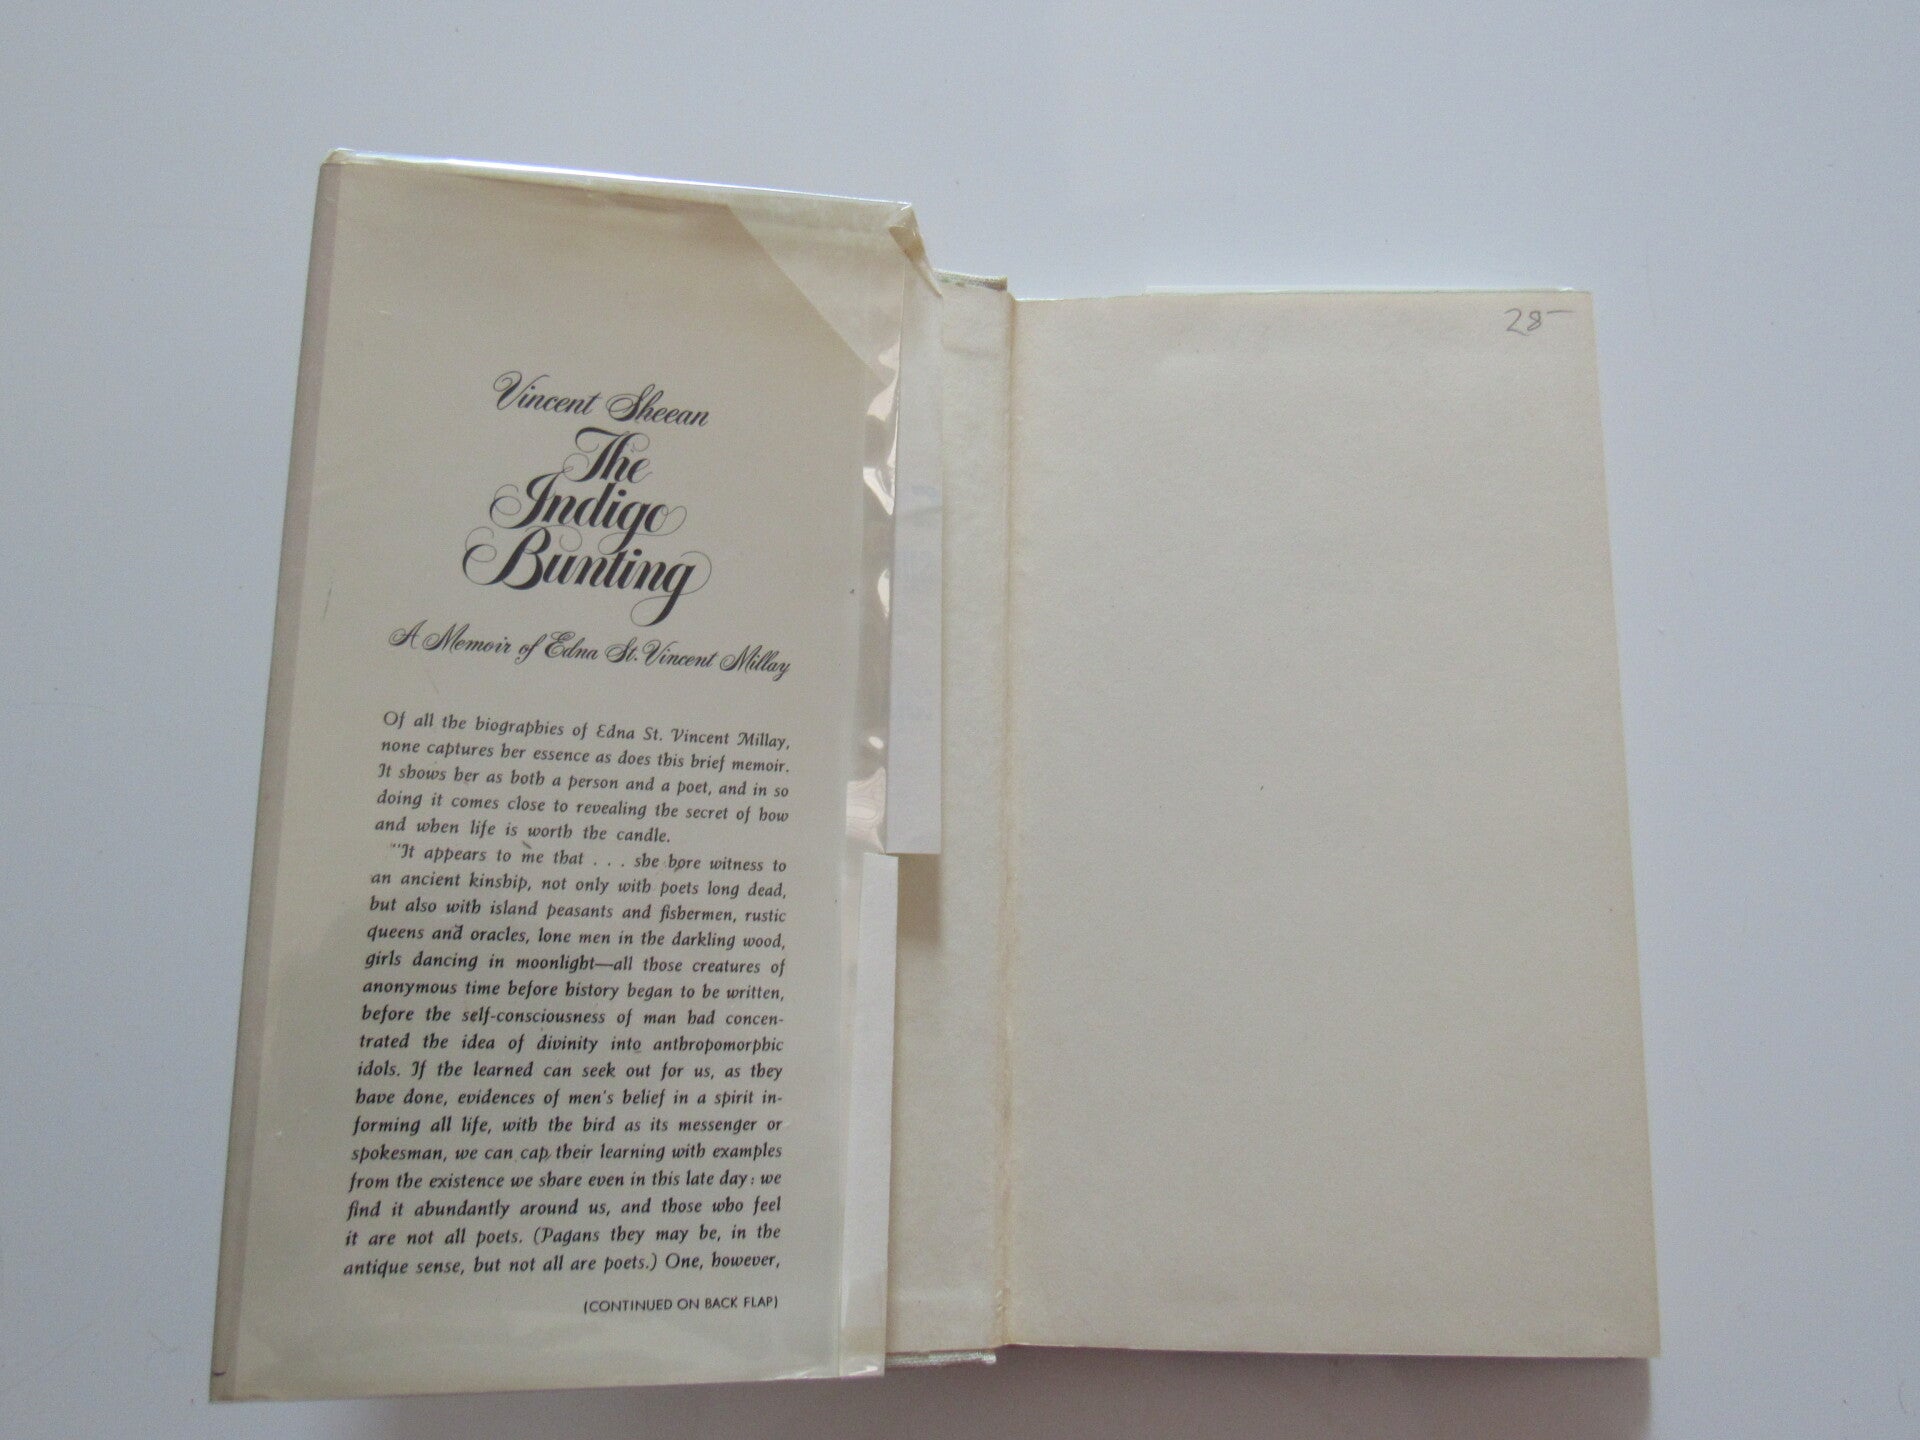 Vincent Sheean
The
Indigo
Bunting
A Memoir of Edna St. Vincent Millay
Of all the biographies of Edna St. Vincent Millay,
none captures her essence as does this brief memoir.
It shows her as both a person and a poet, and in so
doing it comes close to revealing the secret of how
and when life is worth the candle.
"'It appears to me that . . . she bore witness to
an ancient kinship, not only with poets long dead,
but also with island peasants and fishermen, rustic
queens and oracles, lone men in the darkling wood,
girls dancing in moonlight—all those creatures of
anonymous time before history began to be written,
before the self-consciousness of man had concen-
trated the idea of divinity into anthropomorphic
idols. If the learned can seek out for us, as they
have done, evidences of men's belief in a spirit in-
forming all life, with the bird as its messenger or
spokesman, we can cap their learning with examples
from the existence we share even in this late day: we
find it abundantly around us, and those who feel
it are not all poets. (Pagans they may be, in the
antique sense, but not all are poets.) One, however,
(CONTINUED ON BACK FLAP)
28—